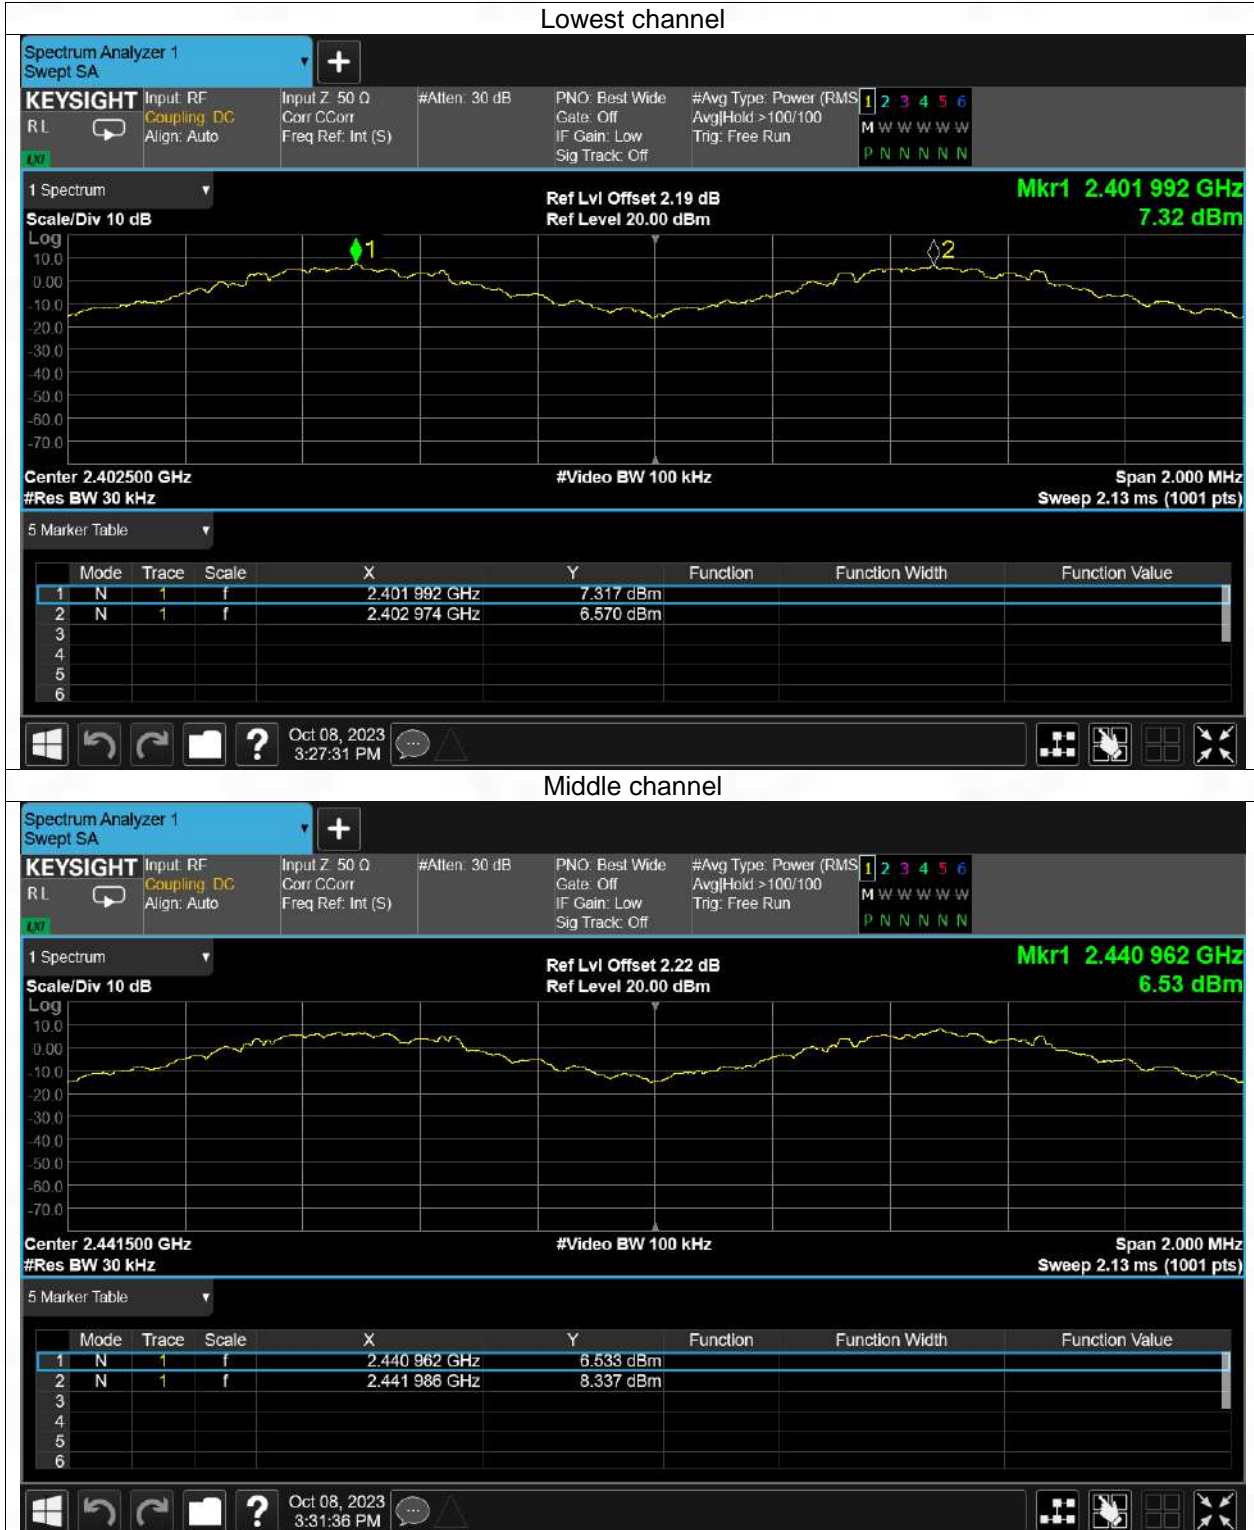 Lowest channel
Spectrum Analyzer 1
Swept SA
KEYSIGHT Input: RF Input Z: 50 Ω #Atten: 30 dB PNO: Best Wide #Avg Type: Power (RMS 1 2 3 4 5 6
RL Coupling: DC Corr CCorr Gate: Off Avg|Hold >100/100 M W W W W W
Align: Auto Freq Ref: Int (S) IF Gain: Low Trig: Free Run P N N N N N
LXI Sig Track: Off
1 Spectrum Ref Lvl Offset 2.19 dB Mkr1 2.401 992 GHz
Scale/Div 10 dB Ref Level 20.00 dBm 7.32 dBm
Log
1 2
10.0
0.00
-10.0
-20.0
-30.0
-40.0
-50.0
-60.0
-70.0
Center 2.402500 GHz #Video BW 100 kHz Span 2.000 MHz
#Res BW 30 kHz Sweep 2.13 ms (1001 pts)
5 Marker Table
Mode Trace Scale X Y Function Function Width Function Value
1 N 1 f 2.401 992 GHz 7.317 dBm
2 N 1 f 2.402 974 GHz 6.570 dBm
3
4
5
6
? Oct 08, 2023
3:27:31 PM
Middle channel
Spectrum Analyzer 1
Swept SA
KEYSIGHT Input: RF Input Z: 50 Ω #Atten: 30 dB PNO: Best Wide #Avg Type: Power (RMS 1 2 3 4 5 6
RL Coupling: DC Corr CCorr Gate: Off Avg|Hold >100/100 M W W W W W
Align: Auto Freq Ref: Int (S) IF Gain: Low Trig: Free Run P N N N N N
LXI Sig Track: Off
1 Spectrum Ref Lvl Offset 2.22 dB Mkr1 2.440 962 GHz
Scale/Div 10 dB Ref Level 20.00 dBm 6.53 dBm
Log
10.0
0.00
-10.0
-20.0
-30.0
-40.0
-50.0
-60.0
-70.0
Center 2.441500 GHz #Video BW 100 kHz Span 2.000 MHz
#Res BW 30 kHz Sweep 2.13 ms (1001 pts)
5 Marker Table
Mode Trace Scale X Y Function Function Width Function Value
1 N 1 f 2.440 962 GHz 6.533 dBm
2 N 1 f 2.441 986 GHz 8.337 dBm
3
4
5
6
? Oct 08, 2023
3:31:36 PM